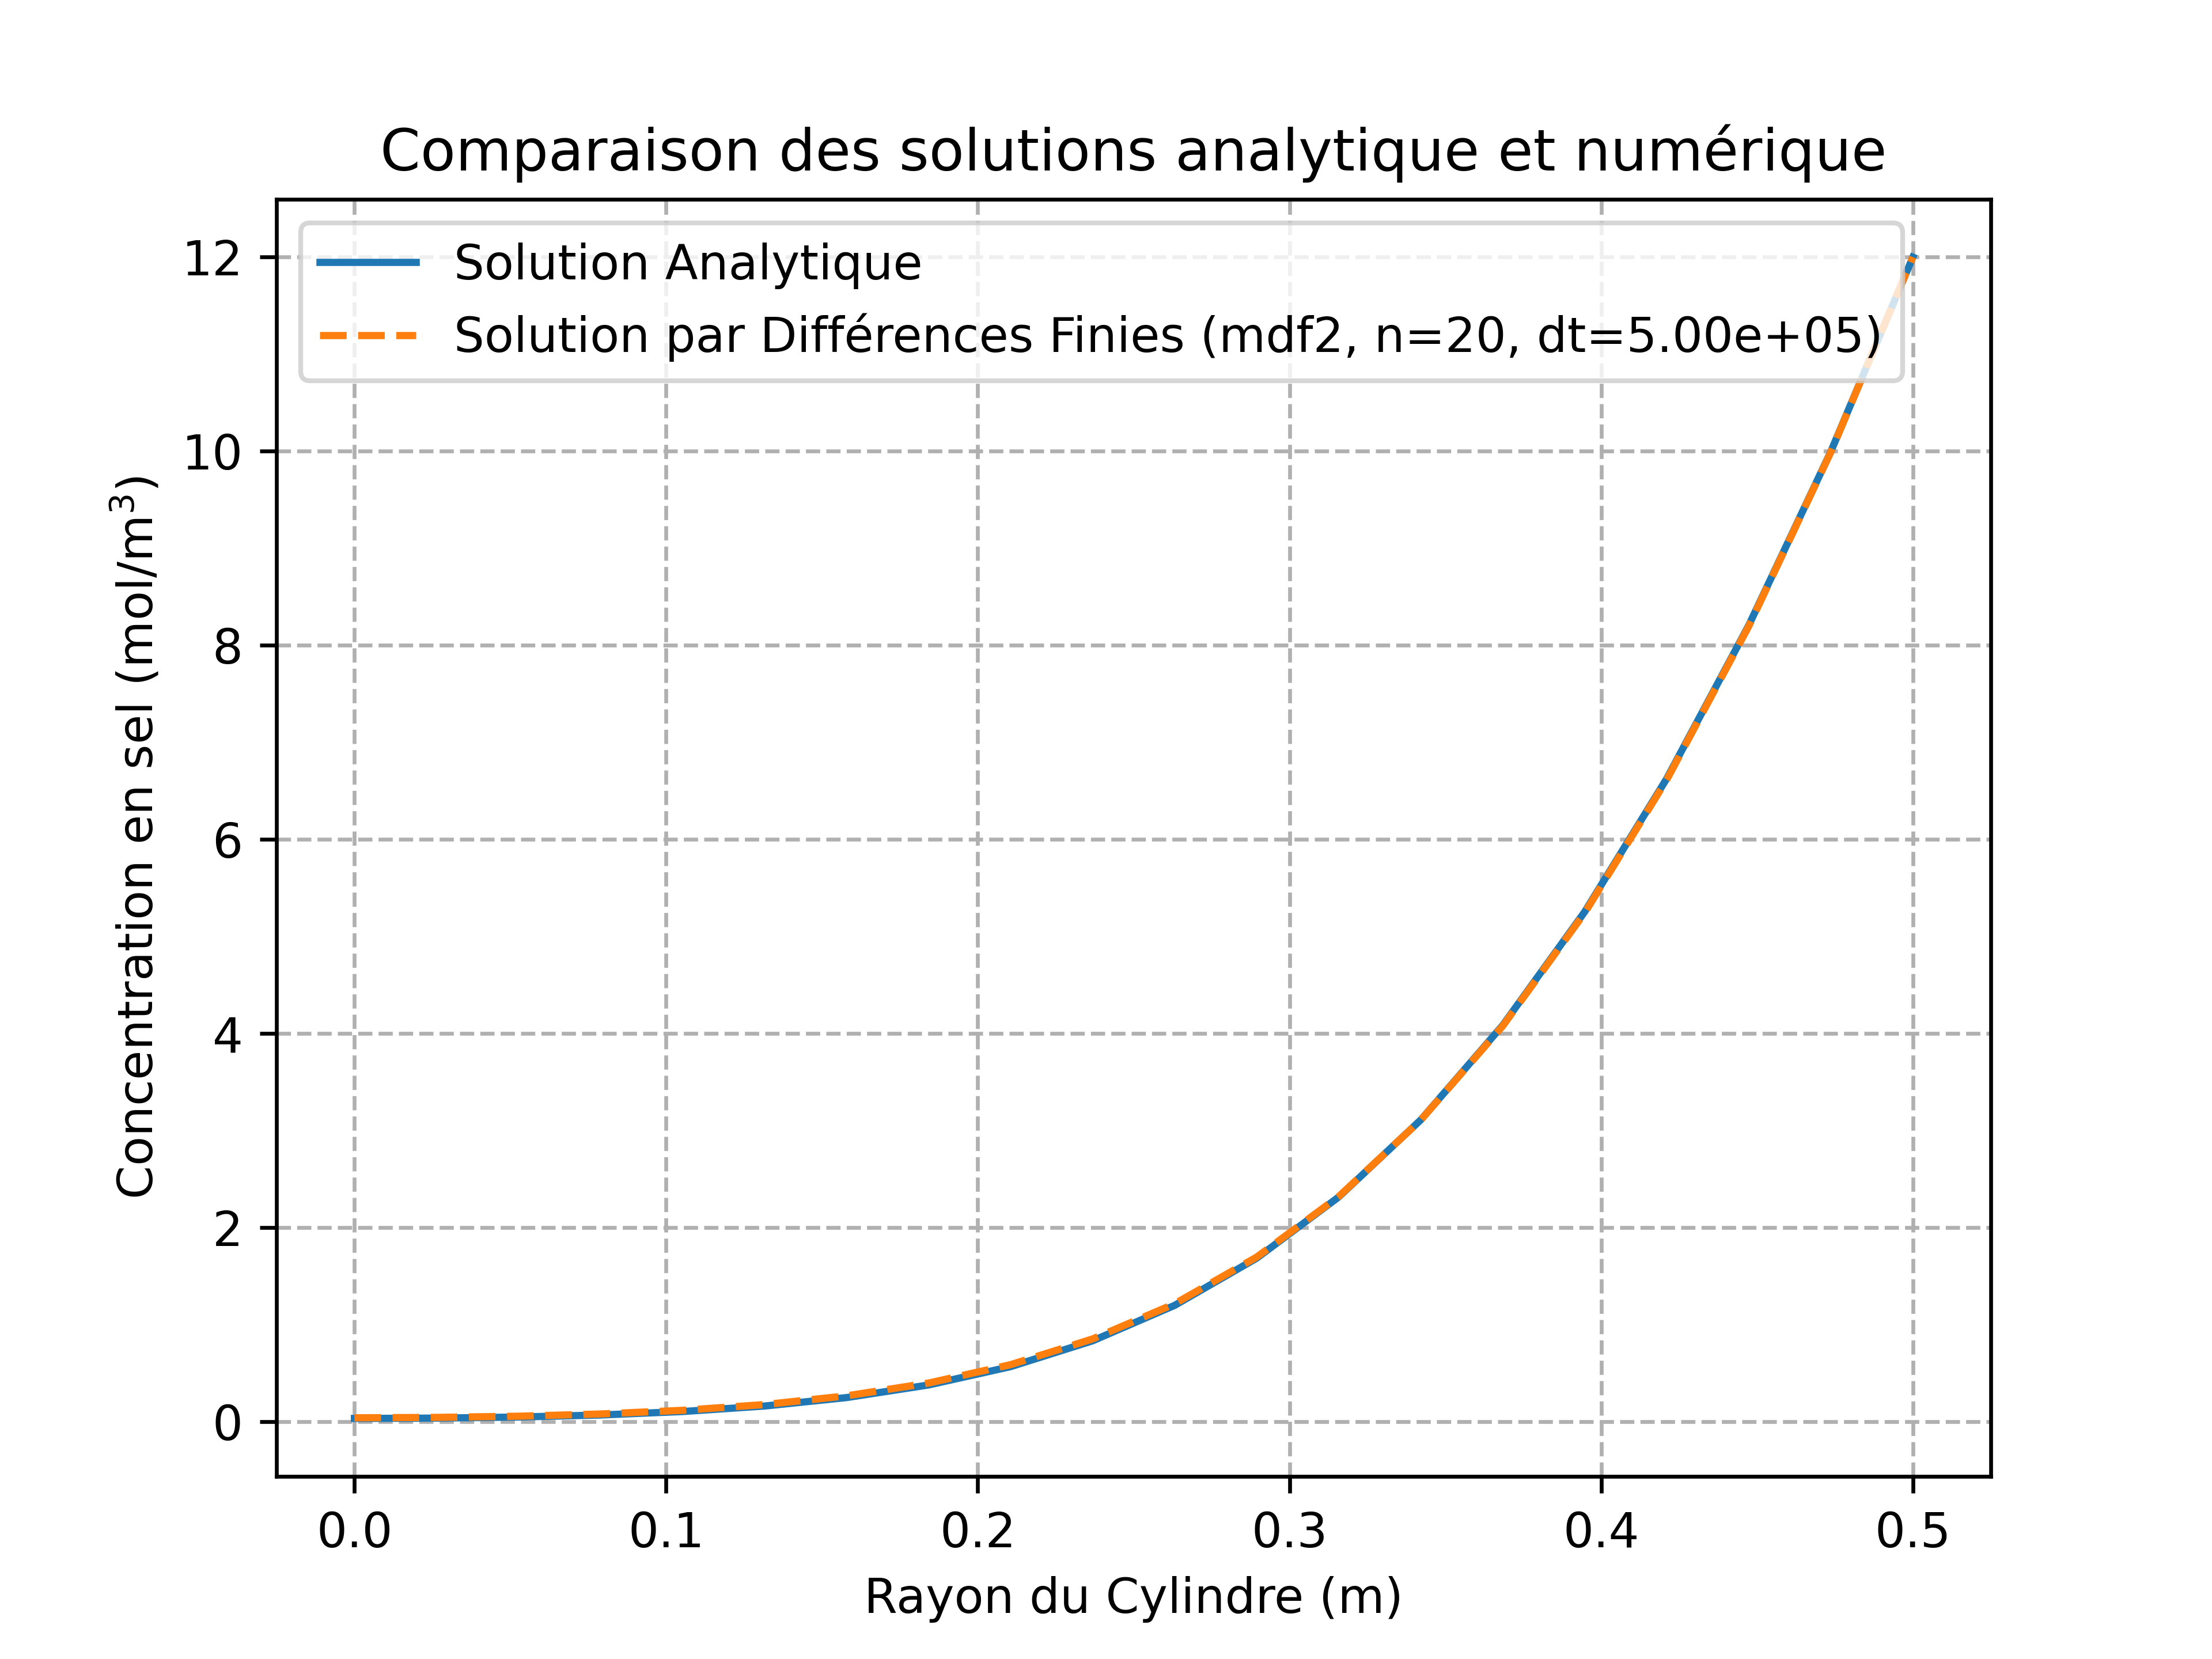 Comparaison des solutions analytique et numérique
Solution Analytique
Solution par Différences Finies (mdf2, n=20, dt=5.00e+05)
Concentration en sel (mol/m³)
12
10
8
6
4
2
0
0.0 0.1 0.2 0.3 0.4 0.5
Rayon du Cylindre (m)